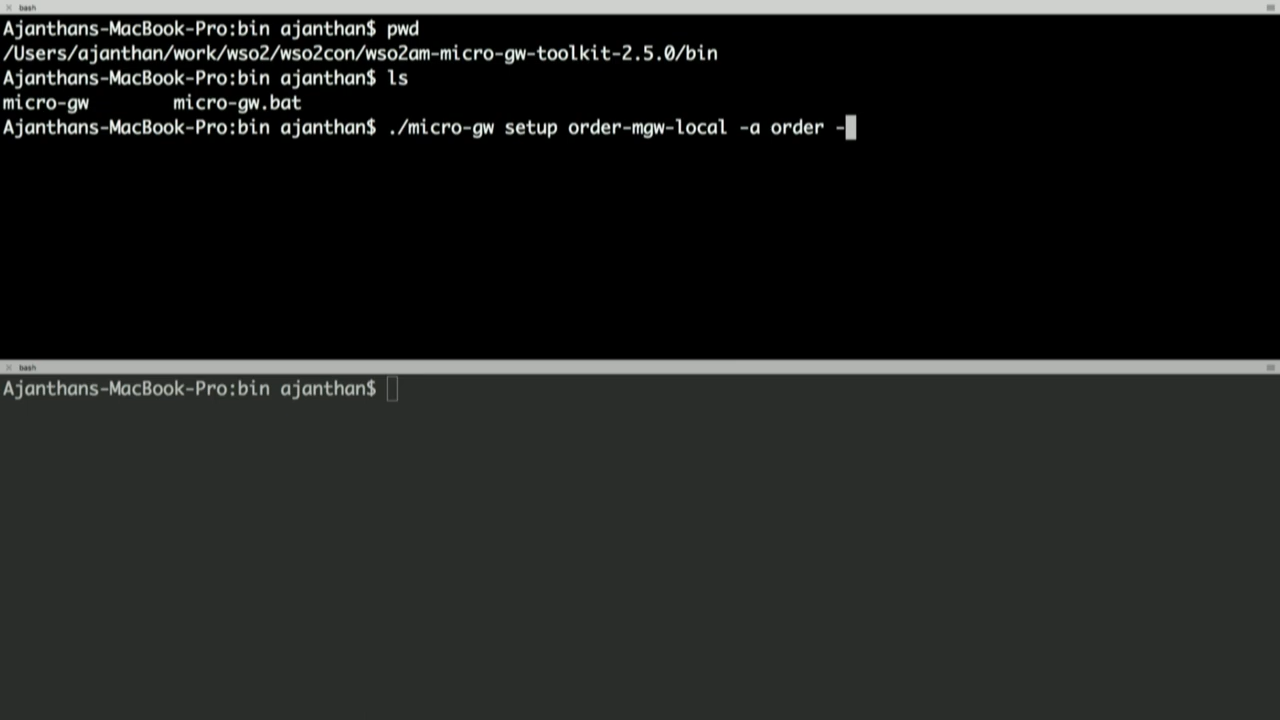 bash
Ajanthans-MacBook-Pro:bin ajanthan$ pwd
/Users/ajanthan/work/wso2/wso2con/wso2am-micro-gw-toolkit-2.5.0/bin
Ajanthans-MacBook-Pro:bin ajanthan$ ls
micro-gw micro-gw.bat
Ajanthans-MacBook-Pro:bin ajanthan$ ./micro-gw setup order-mgw-local -a order -
bash
Ajanthans-MacBook-Pro:bin ajanthan$